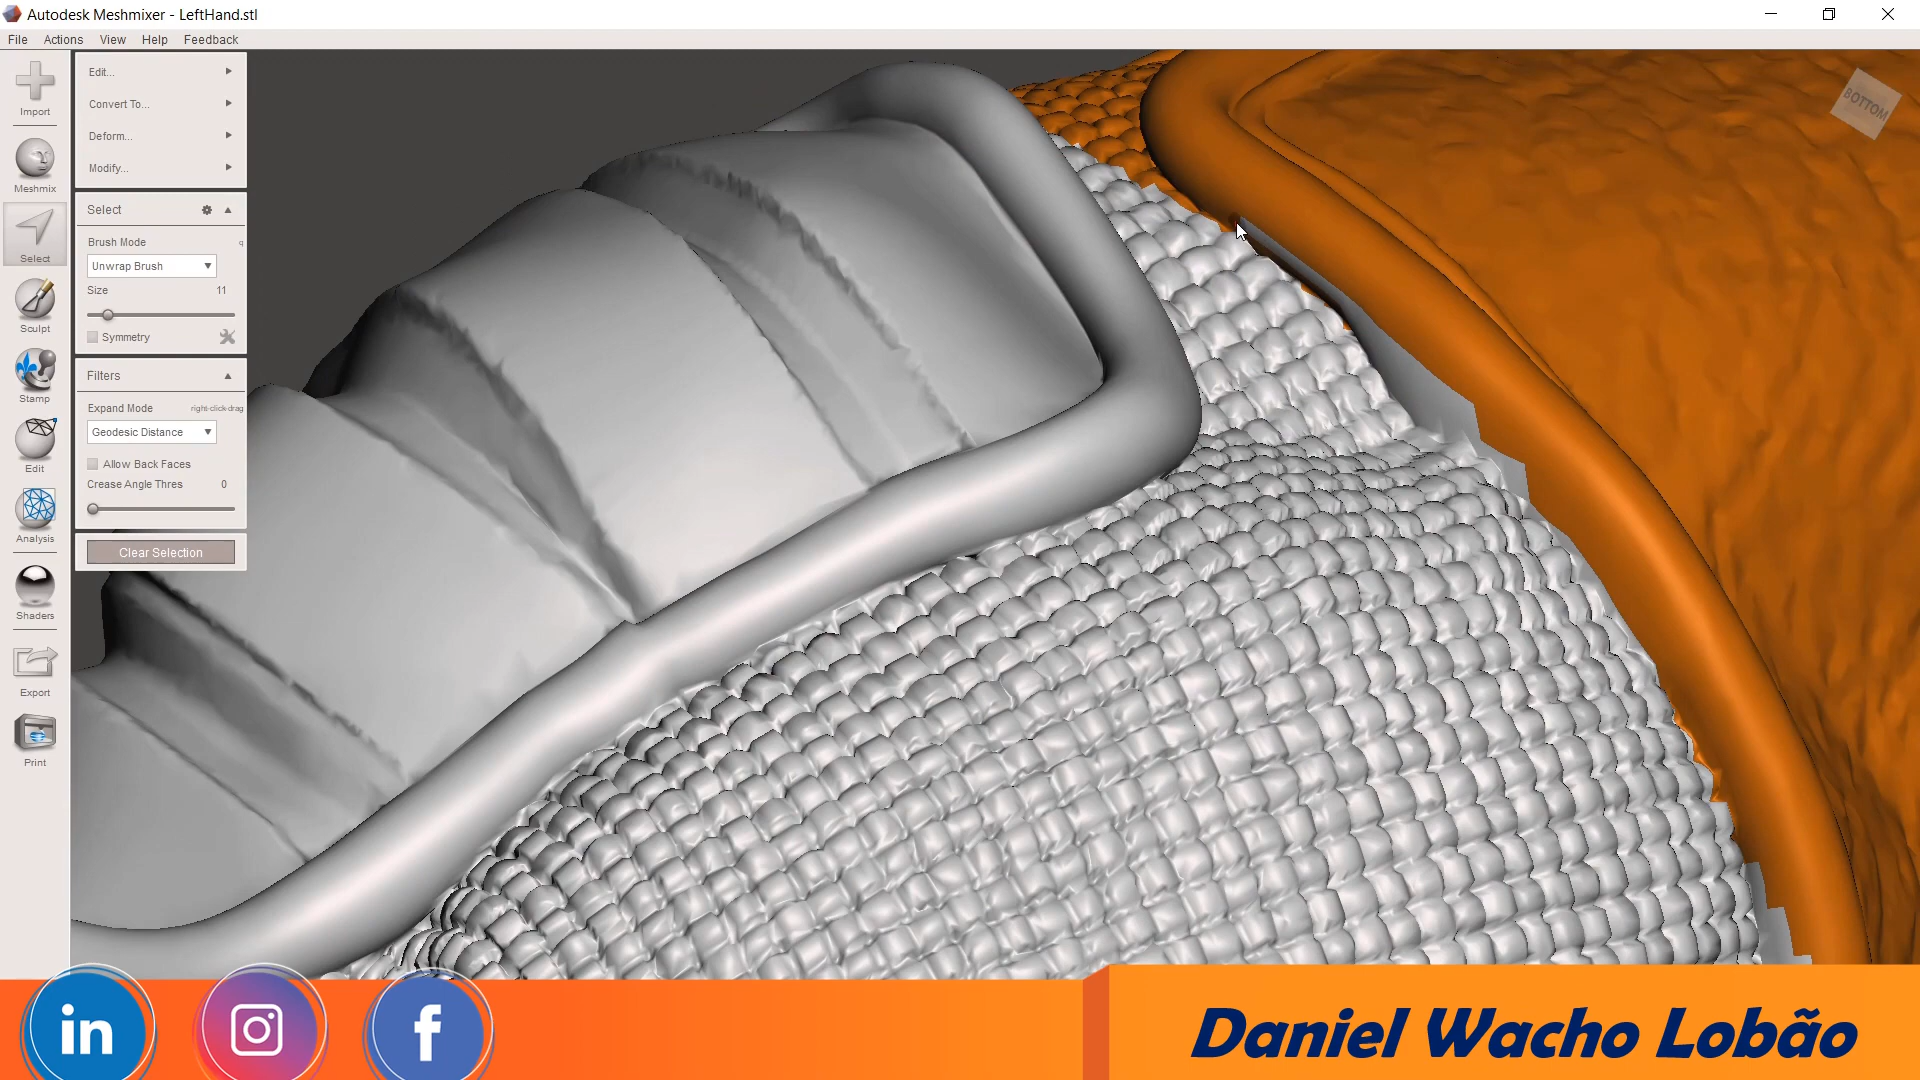 Autodesk Meshmixer - LeftHand.stl
File Actions View Help Feedback
Import
Meshmix
Select
Sculpt
Stamp
Edit
Analysis
Shaders
Export
Print
Edit...
Convert To...
Deform...
Modify...
Select
Brush Mode q
Unwrap Brush
Size 11
Symmetry
Filters
Expand Mode right-click-drag
Geodesic Distance
Allow Back Faces
Crease Angle Thres 0
Clear Selection
BOTTOM
in
f
Daniel Wacho Lobão